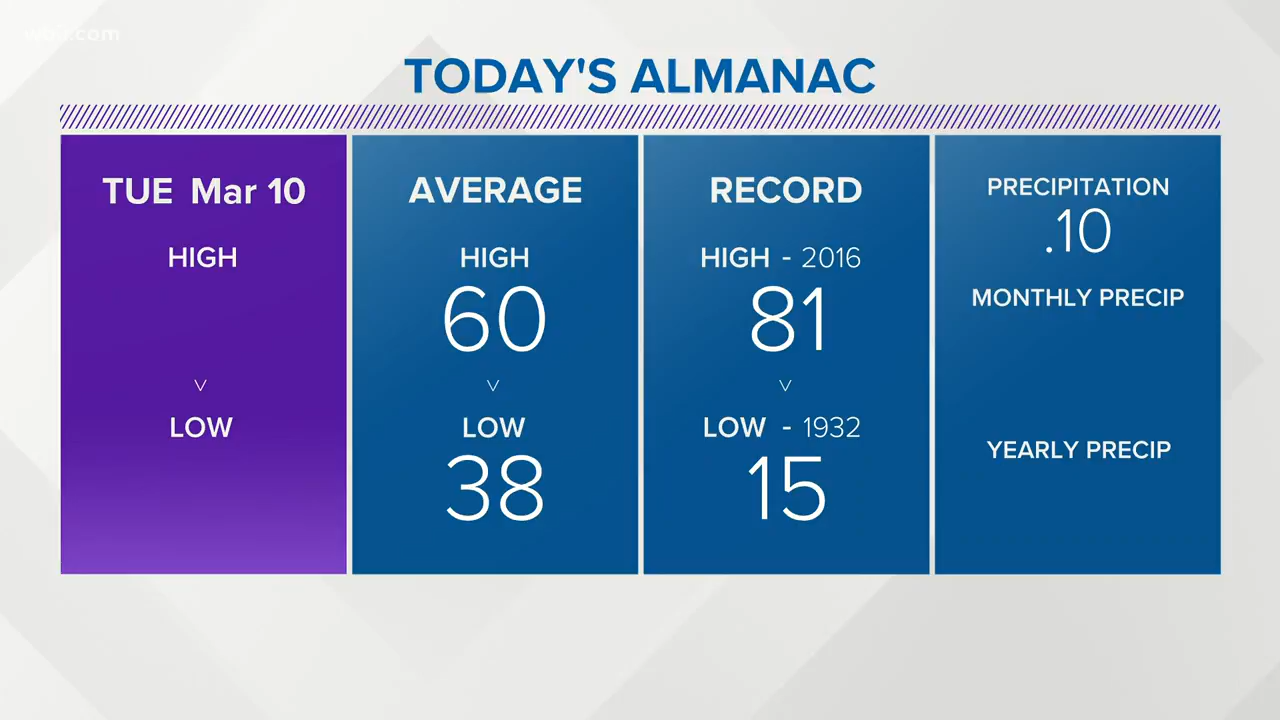 TODAY'S ALMANAC
TUE Mar 10
HIGH
LOW
AVERAGE
HIGH
60
LOW
38
RECORD
HIGH - 2016
81
LOW - 1932
15
PRECIPITATION
.10
MONTHLY PRECIP
YEARLY PRECIP